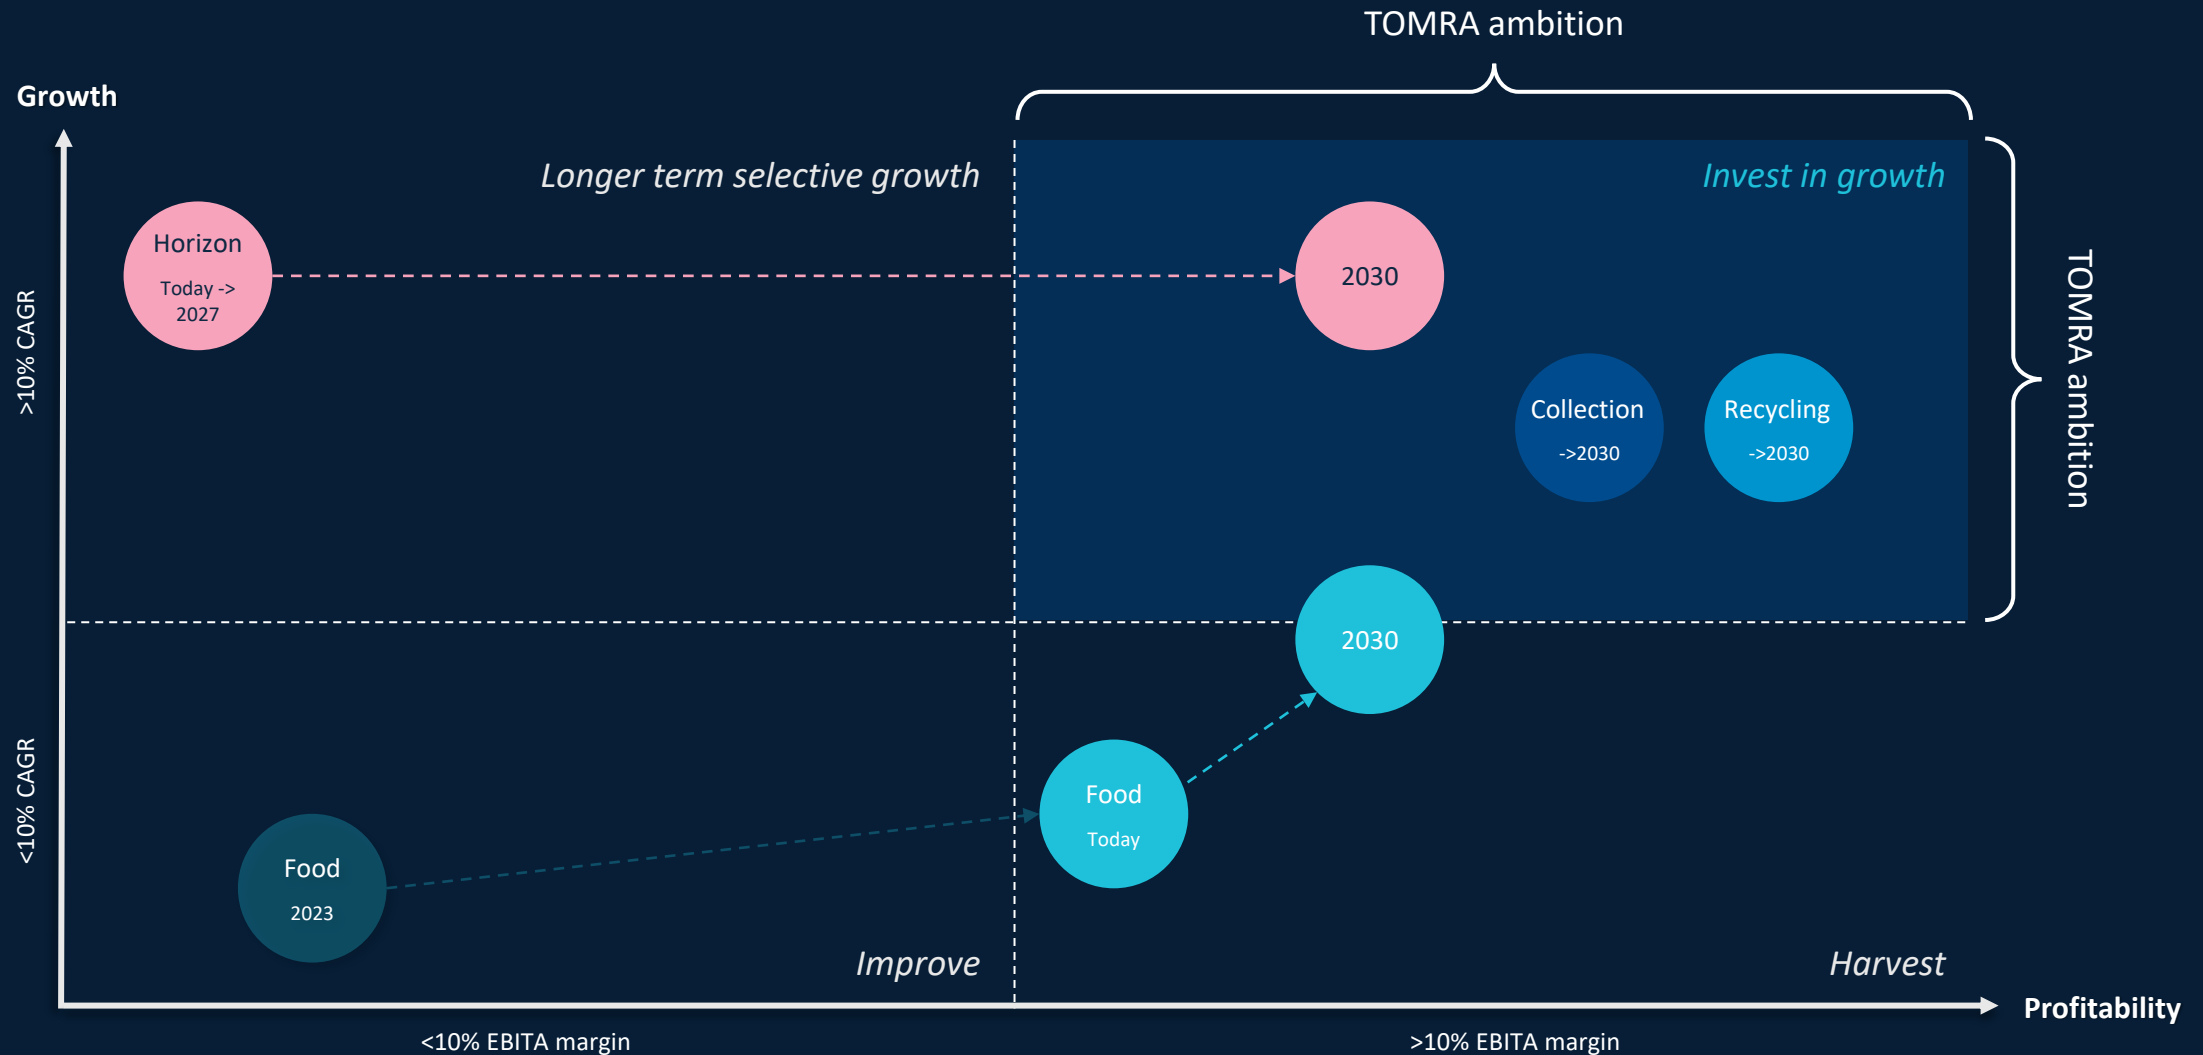 TOMRA ambition
Growth
Longer term selective growth
Invest in growth
Horizon
Today ->
2027
2030
>10% CAGR
TOMRA ambition
Collection
->2030
Recycling
->2030
2030
<10% CAGR
Food
Today
Food
2023
Improve
Harvest
Profitability
<10% EBITA margin
>10% EBITA margin